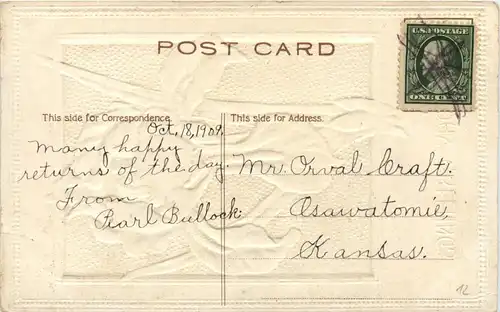 POST CARD
U.S. POSTAGE
ONE CENT
This side for Correspondence.
This side for Address.
Oct, 18, 1909.
Many happy
returns of the day.
From
Pearl Bullock
Mr. Orval Craft.
Osawatomie,
Kansas.
12